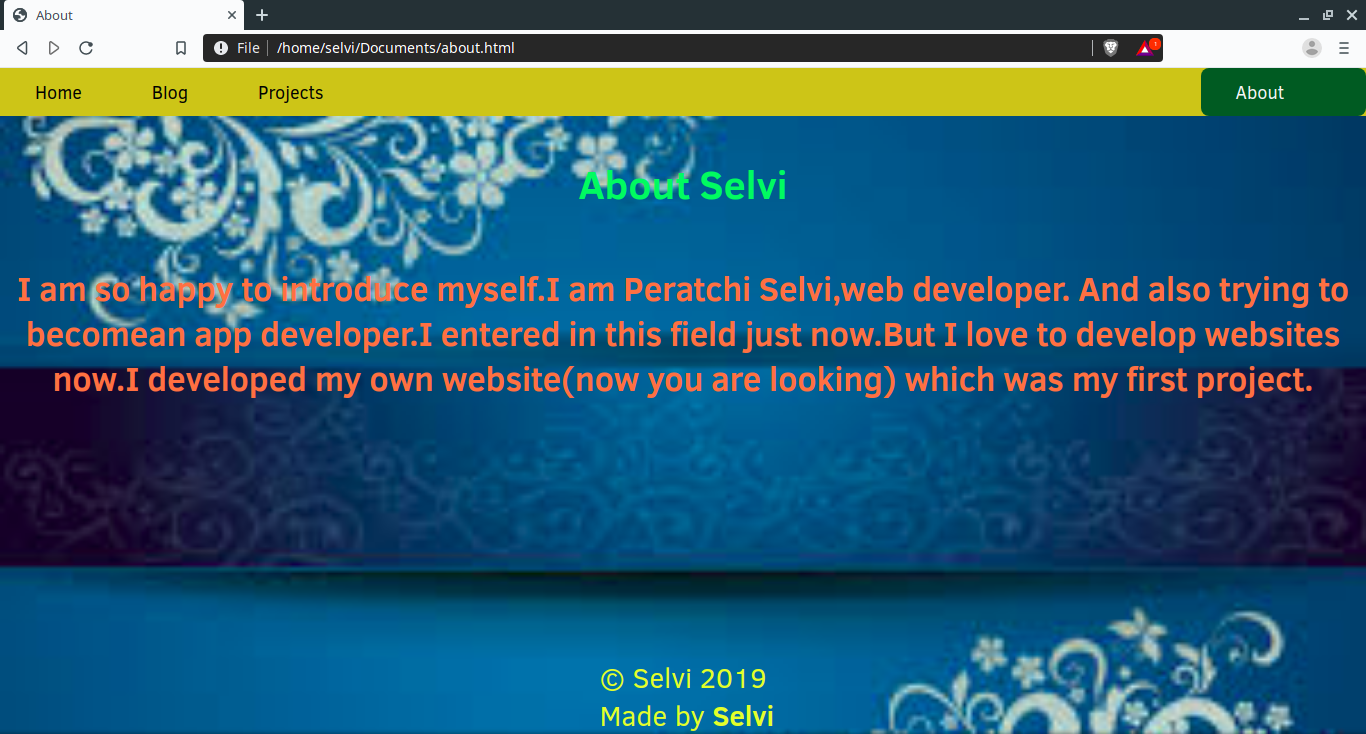 About
File /home/selvi/Documents/about.html
1
Home Blog Projects About
About Selvi
I am so happy to introduce myself.I am Peratchi Selvi,web developer. And also trying to
becomean app developer.I entered in this field just now.But I love to develop websites
now.I developed my own website(now you are looking) which was my first project.
© Selvi 2019
Made by Selvi